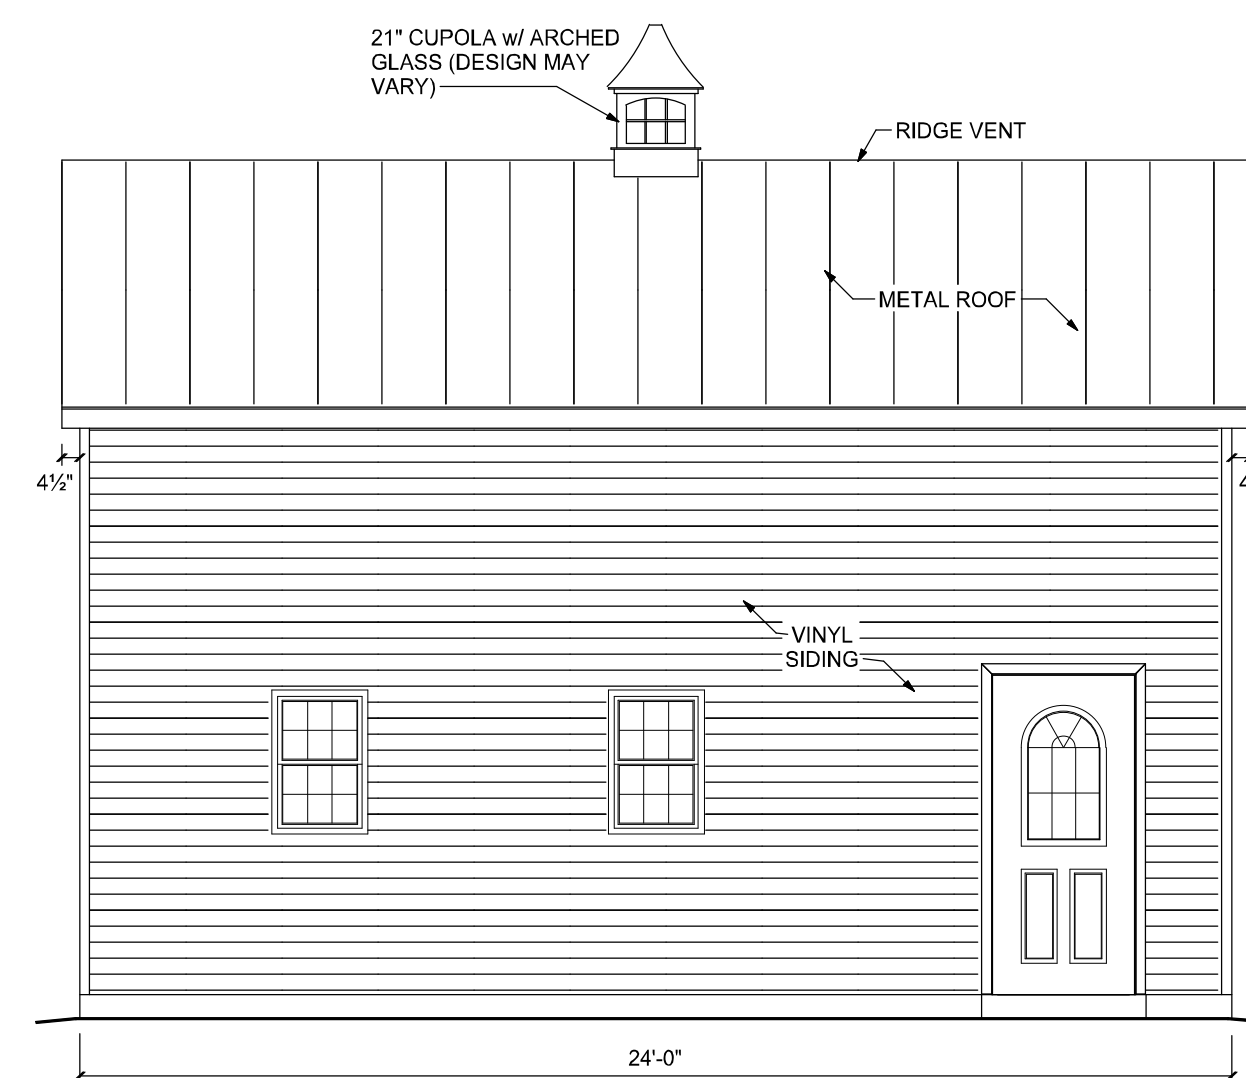 21" CUPOLA w/ ARCHED
GLASS (DESIGN MAY
VARY)
RIDGE VENT
METAL ROOF
4½"
VINYL
SIDING
24'-0"